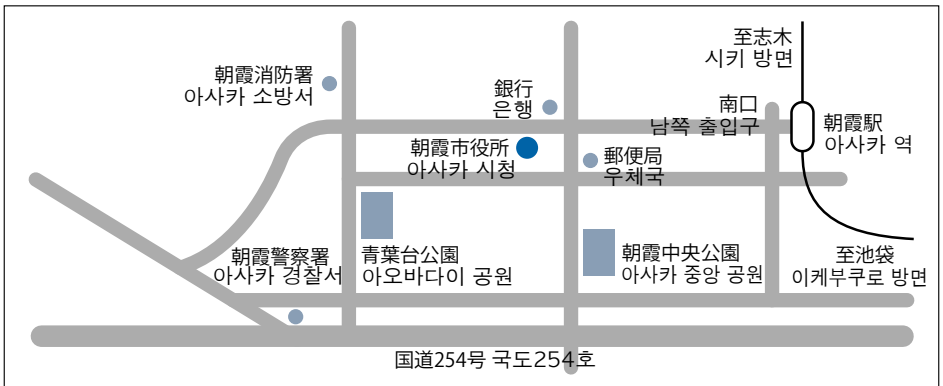 至志木
시키 방면
朝霞消防署
아사카 소방서
銀行
은행
南口
남쪽 출입구
朝霞駅
아사카 역
朝霞市役所
아사카 시청
郵便局
우체국
朝霞警察署
아사카 경찰서
青葉台公園
아오바다이 공원
朝霞中央公園
아사카 중앙 공원
至池袋
이케부쿠로 방면
国道254号 국도254호